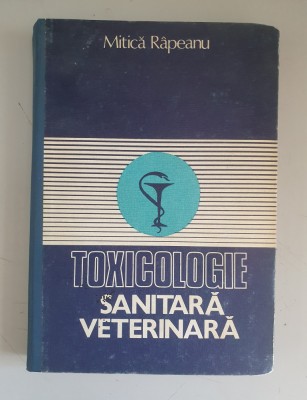 Mitică Râpeanu
TOXICOLOGIE
SANITARĂ
VETERINARĂ